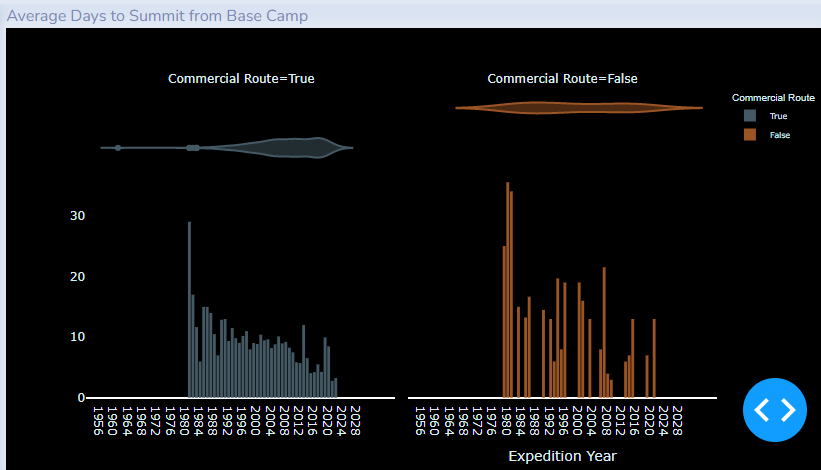 Average Days to Summit from Base Camp
Commercial Route=True
Commercial Route=False
Commercial Route
True
False
30
20
10
0
1956 1960 1964 1968 1972 1976 1980 1984 1988 1992 1996 2000 2004 2008 2012 2016 2020 2024 2028
1956 1960 1964 1968 1972 1976 1980 1984 1988 1992 1996 2000 2004 2008 2012 2016 2020 2024 2028
Expedition Year